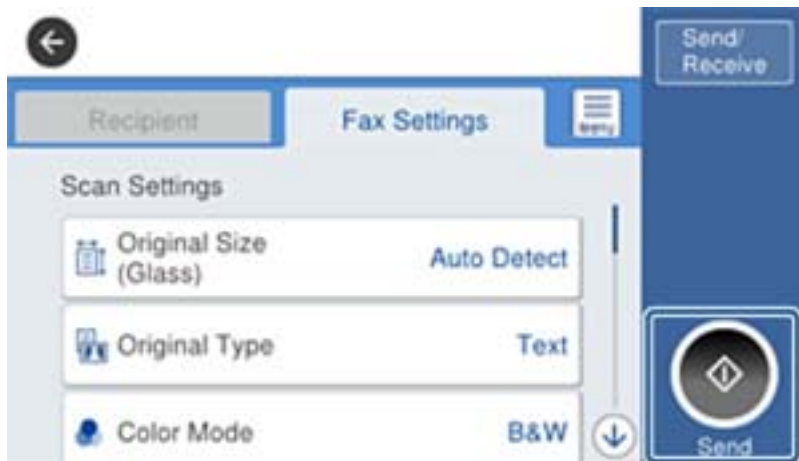 Send/
Receive
Recipient
Fax Settings
Menu
Scan Settings
Original Size
(Glass)
Auto Detect
Original Type
Text
Color Mode
B&W
Send